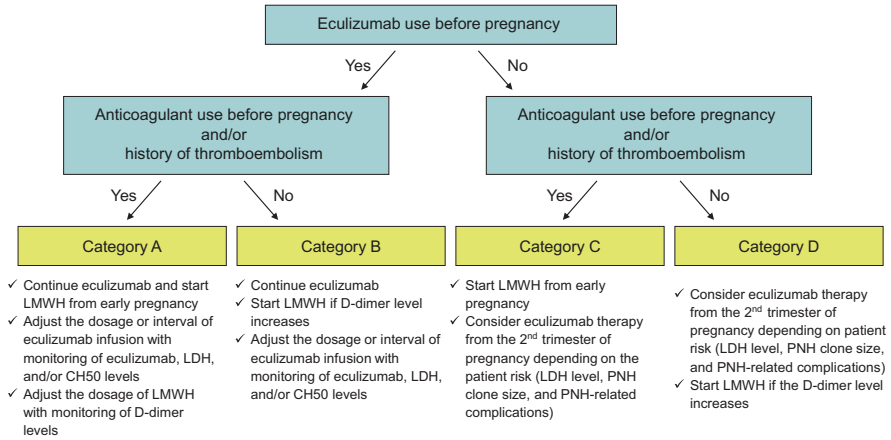 Eculizumab use before pregnancy
Yes
No
Anticoagulant use before pregnancy
and/or
history of thromboembolism
Anticoagulant use before pregnancy
and/or
history of thromboembolism
Yes
No
Yes
No
Category A
Category B
Category C
Category D
✓ Continue eculizumab and start
LMWH from early pregnancy
✓ Adjust the dosage or interval of
eculizumab infusion with
monitoring of eculizumab, LDH,
and/or CH50 levels
✓ Adjust the dosage of LMWH
with monitoring of D-dimer
levels
✓ Continue eculizumab
✓ Start LMWH if D-dimer level
increases
✓ Adjust the dosage or interval of
eculizumab infusion with
monitoring of eculizumab, LDH,
and/or CH50 levels
✓ Start LMWH from early
pregnancy
✓ Consider eculizumab therapy
from the 2nd trimester of
pregnancy depending on the
patient risk (LDH level, PNH
clone size, and PNH-related
complications)
✓ Consider eculizumab therapy
from the 2nd trimester of
pregnancy depending on patient
risk (LDH level, PNH clone size,
and PNH-related complications)
✓ Start LMWH if the D-dimer level
increases